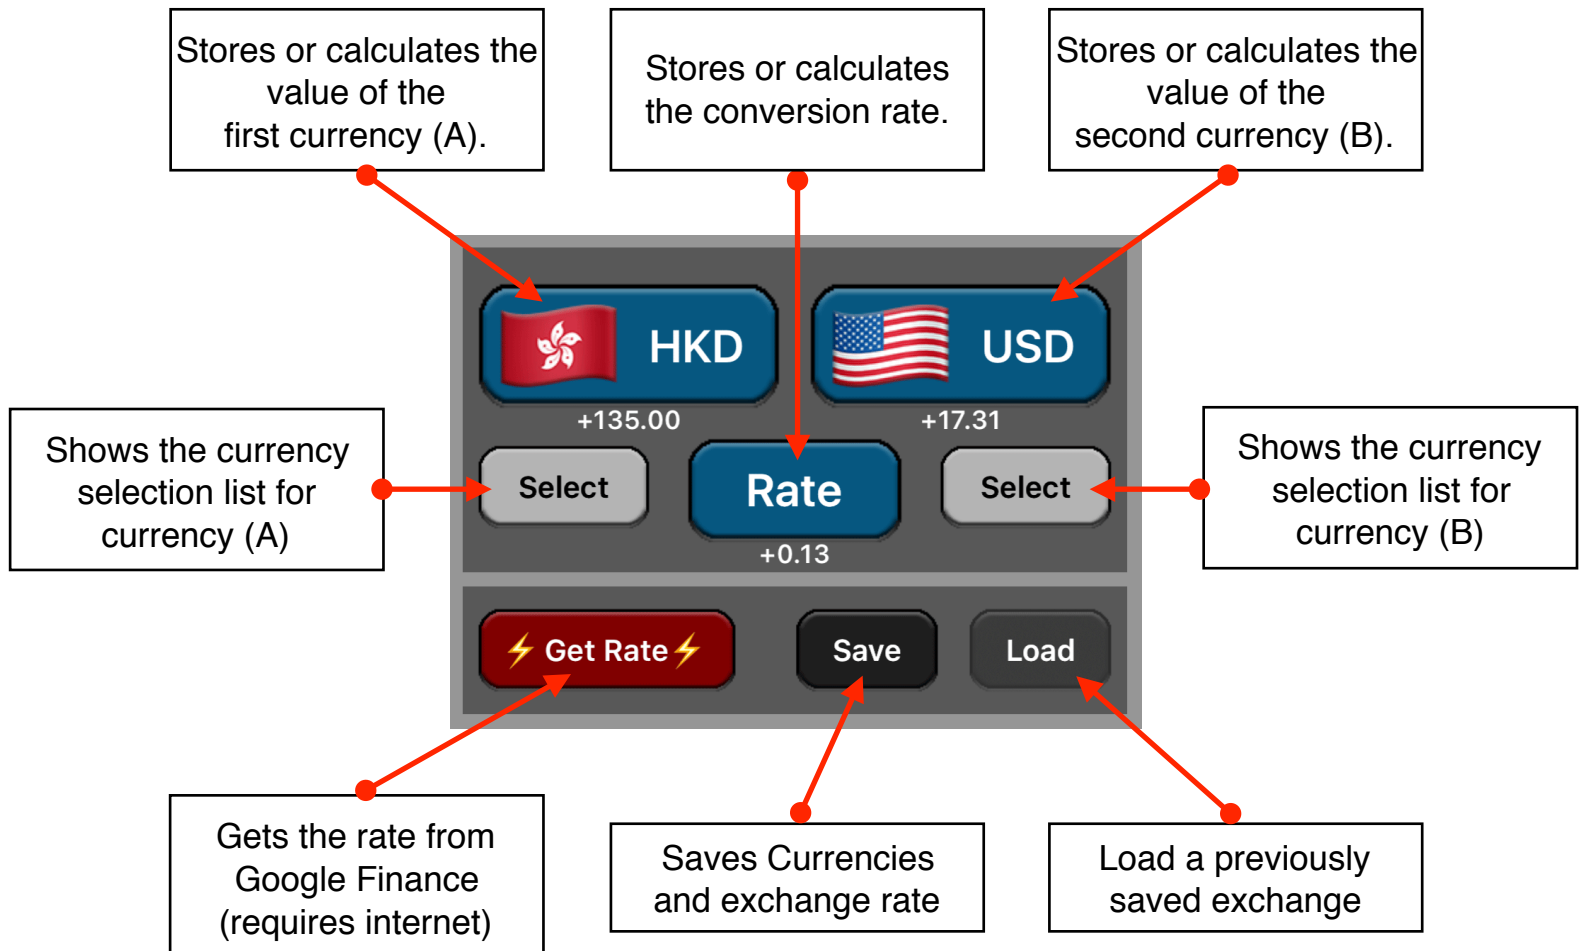 Stores or calculates the
value of the
first currency (A).
Stores or calculates
the conversion rate.
Stores or calculates the
value of the
second currency (B).
HKD
USD
+135.00
+17.31
Shows the currency
selection list for
currency (A)
Select
Rate
Select
Shows the currency
selection list for
currency (B)
+0.13
⚡ Get Rate⚡
Save
Load
Gets the rate from
Google Finance
(requires internet)
Saves Currencies
and exchange rate
Load a previously
saved exchange